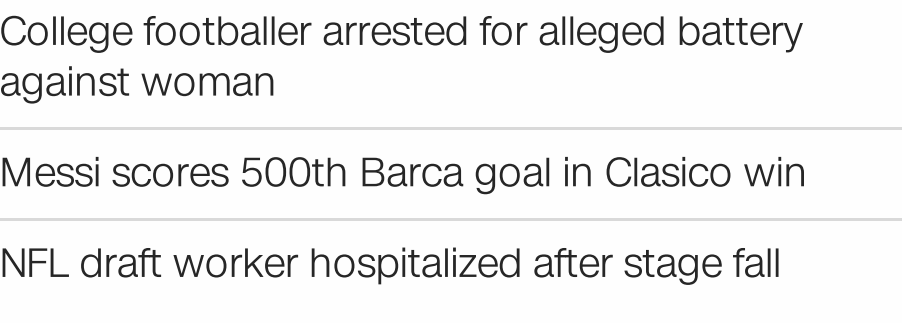 College footballer arrested for alleged battery
against woman
Messi scores 500th Barca goal in Clasico win
NFL draft worker hospitalized after stage fall